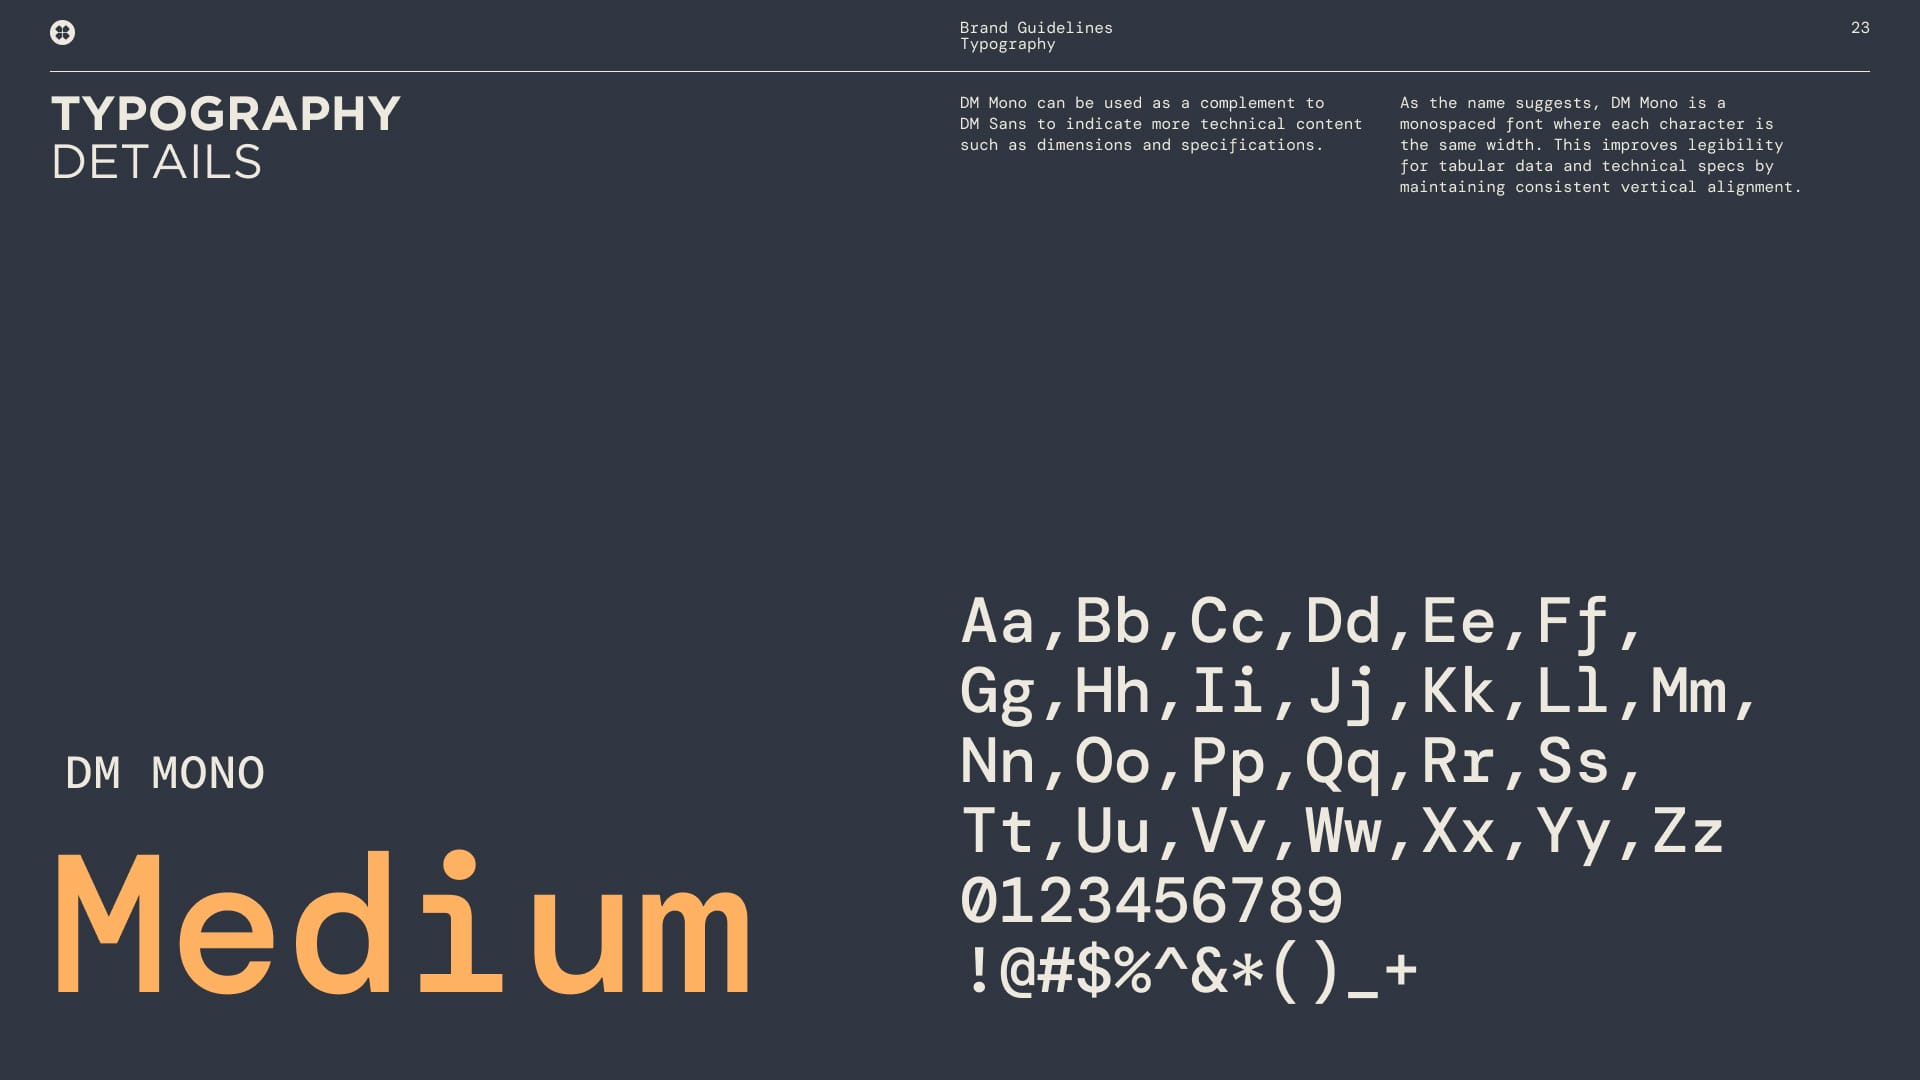 Brand Guidelines
Typography
23
TYPOGRAPHY
DETAILS
DM Mono can be used as a complement to
DM Sans to indicate more technical content
such as dimensions and specifications.
As the name suggests, DM Mono is a
monospaced font where each character is
the same width. This improves legibility
for tabular data and technical specs by
maintaining consistent vertical alignment.
DM MONO
Medium
Aa,Bb,Cc,Dd,Ee,Ff,
Gg,Hh,Ii,Jj,Kk,Ll,Mm,
Nn,Oo,Pp,Qq,Rr,Ss,
Tt,Uu,Vv,Ww,Xx,Yy,Zz
0123456789
!@#$%^&*()_+